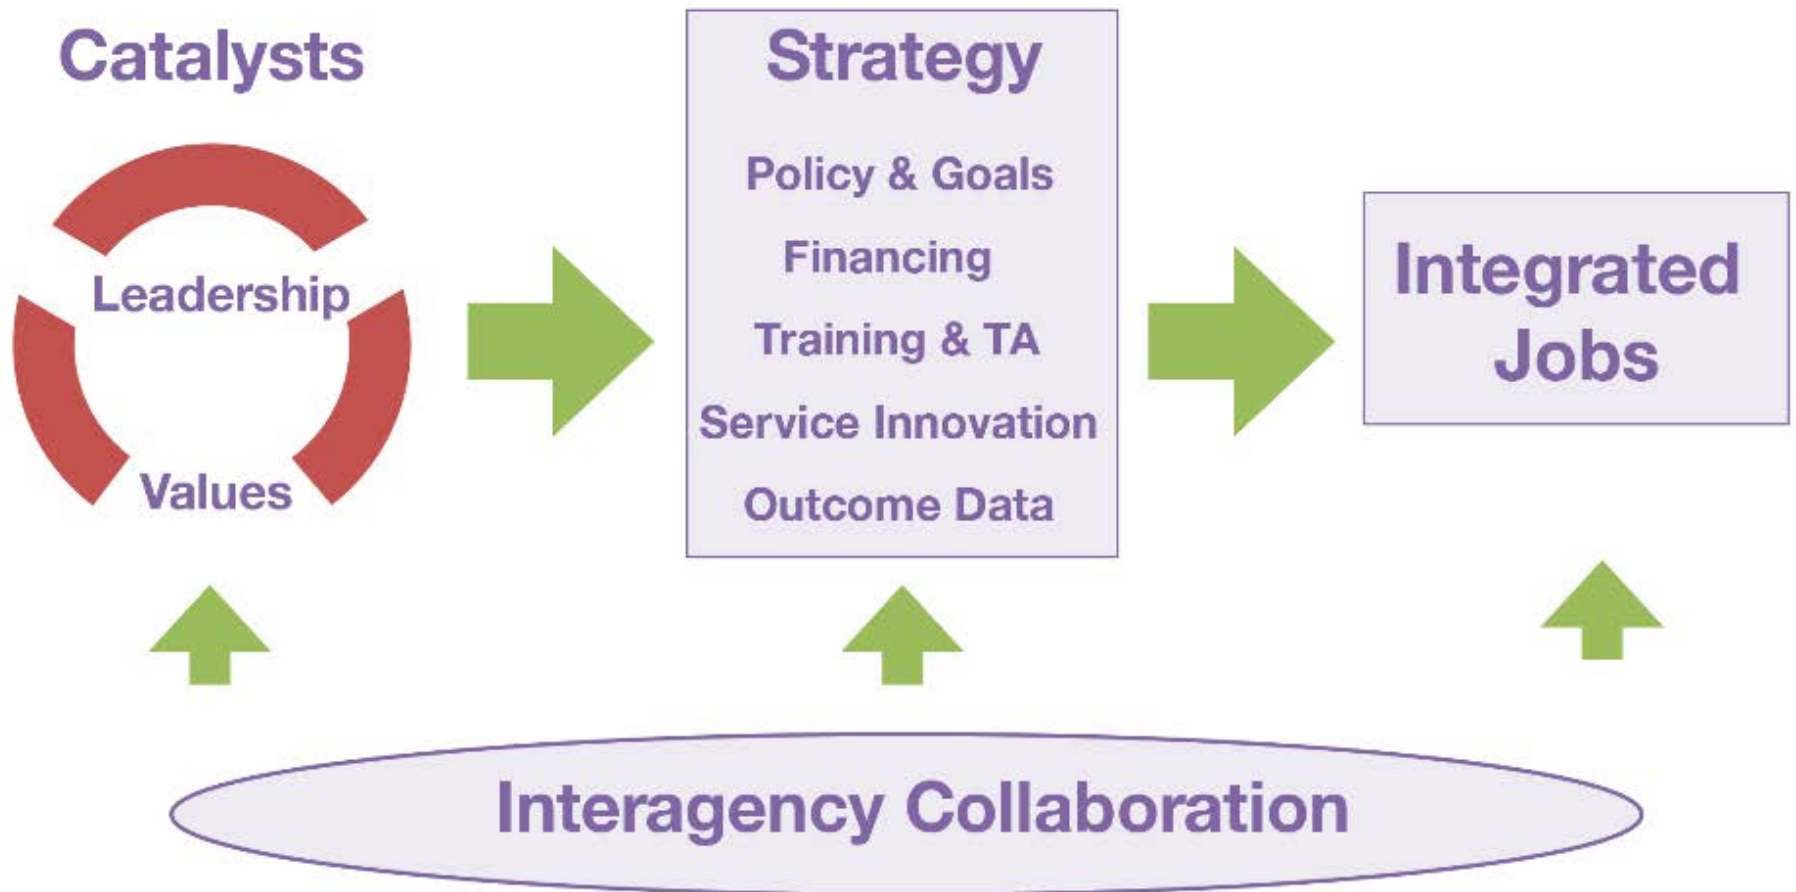 Catalysts
Leadership
Values
Strategy
Policy & Goals
Financing
Training & TA
Service Innovation
Outcome Data
Integrated
Jobs
Interagency Collaboration